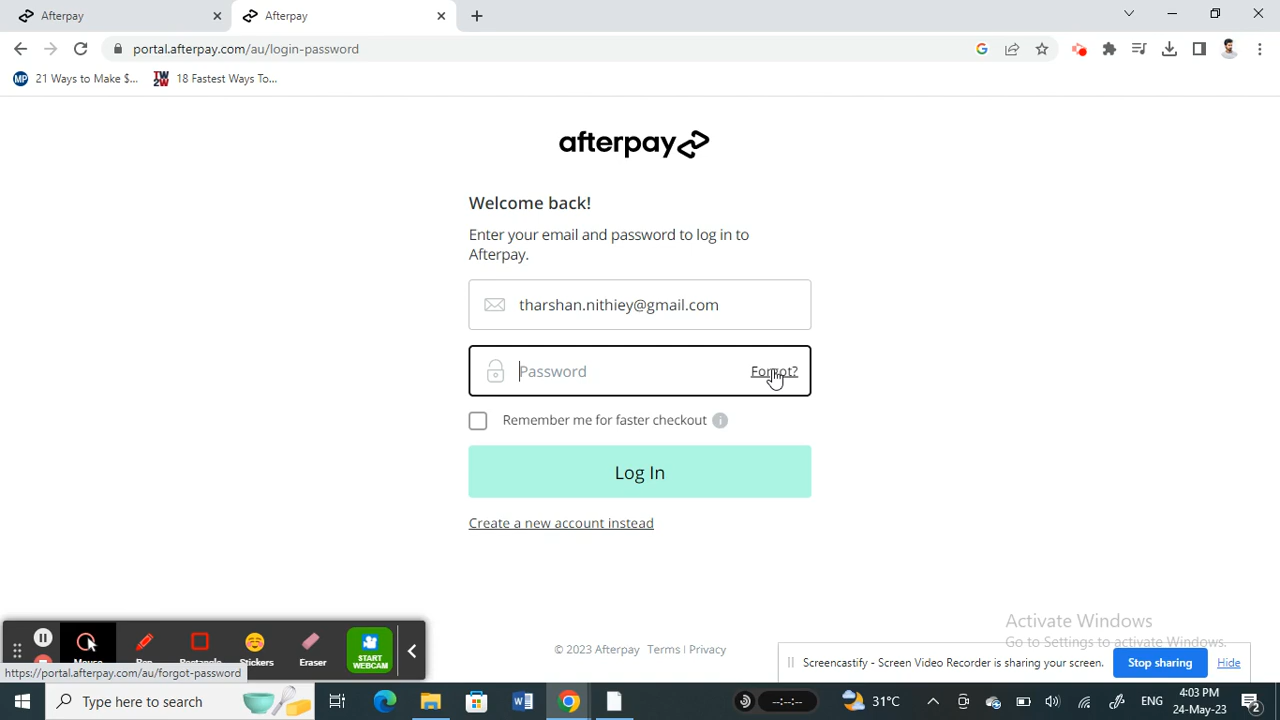 Afterpay
Afterpay
portal.afterpay.com/au/login-password
21 Ways to Make $...
18 Fastest Ways To...
afterpay
Welcome back!
Enter your email and password to log in to
Afterpay.
tharshan.nithiey@gmail.com
Password
Forgot?
Remember me for faster checkout
Log In
Create a new account instead
Activate Windows
Go to Settings to activate Windows.
© 2023 Afterpay Terms | Privacy
Mouse
Pen
Rectangle
Stickers
Eraser
START
WEBCAM
Screencastify - Screen Video Recorder is sharing your screen.
Stop sharing
Hide
https://portal.afterpay.com/au/forgot-password
Type here to search
--:--:--
31°C
ENG
4:03 PM
24-May-23
2